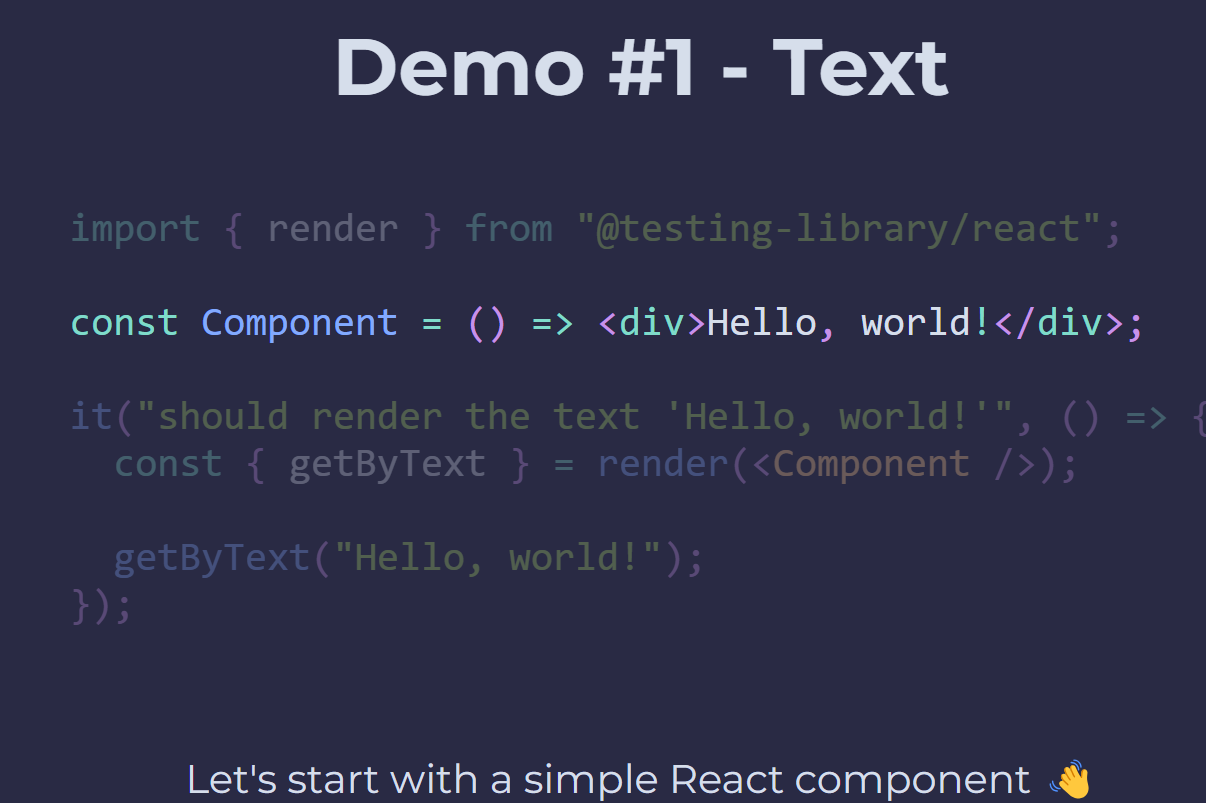 Demo #1 - Text
import { render } from "@testing-library/react";
const Component = () => <div>Hello, world!</div>;
it("should render the text 'Hello, world!'", () => {
  const { getByText } = render(<Component />);
  getByText("Hello, world!");
});
Let's start with a simple React component 👋